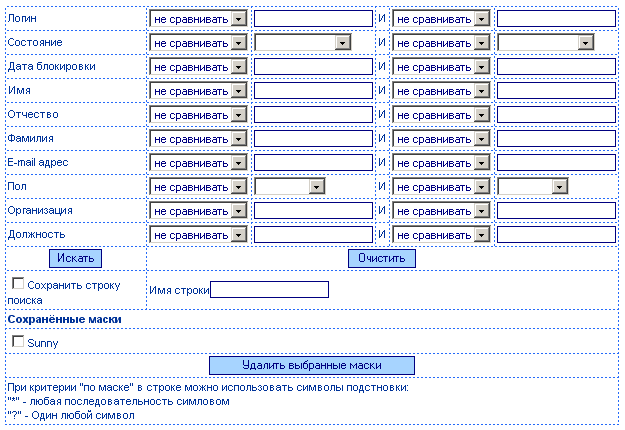 Логин не сравнивать И не сравнивать
Состояние не сравнивать И не сравнивать
Дата блокировки не сравнивать И не сравнивать
Имя не сравнивать И не сравнивать
Отчество не сравнивать И не сравнивать
Фамилия не сравнивать И не сравнивать
E-mail адрес не сравнивать И не сравнивать
Пол не сравнивать И не сравнивать
Организация не сравнивать И не сравнивать
Должность не сравнивать И не сравнивать
Искать Очистить
Сохранить строку
поиска
Имя строки
Сохранённые маски
Sunny
Удалить выбранные маски
При критерии "по маске" в строке можно использовать символы подстновки:
"*" - любая последовательность симловом
"?" - Один любой символ